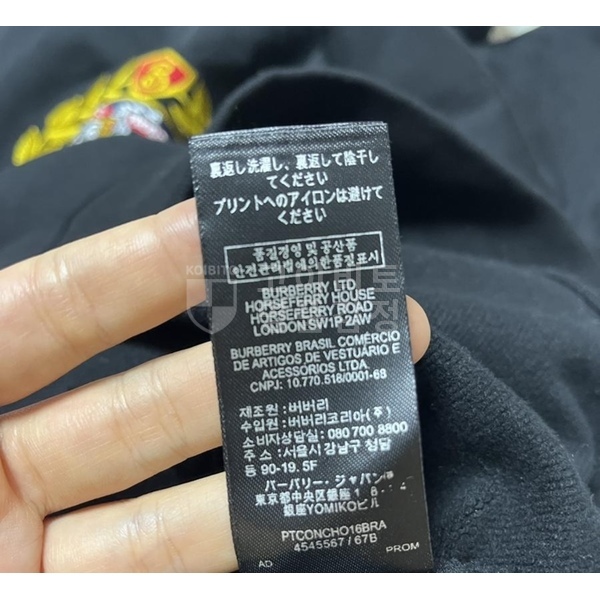 裏返し洗濯し、裏返して陰干し
てください
プリントへのアイロンは避けて
ください
품질경영 및 공산품
안전관리법에의한품질표시
BURBERRY LTD
HORSEFERRY HOUSE
HORSEFERRY ROAD
LONDON SW1P 2AW
BURBERRY BRASIL COMERCIO
DE ARTIGOS DE VESTUÁRIO E
ACESSÓRIOS LTDA.
CNPJ: 10.770.518/0001-68
제조원 : 버버리
수입원 : 버버리코리아(주)
소비자상담실: 080 700 8800
주소 : 서울시 강남구 청담
동 90-19. 5F
バーバリー・ジャパン
東京都中央区銀座
銀座YOMIKOビル
PTCONCHO16BRA
4545567 / 67B
AD PROM